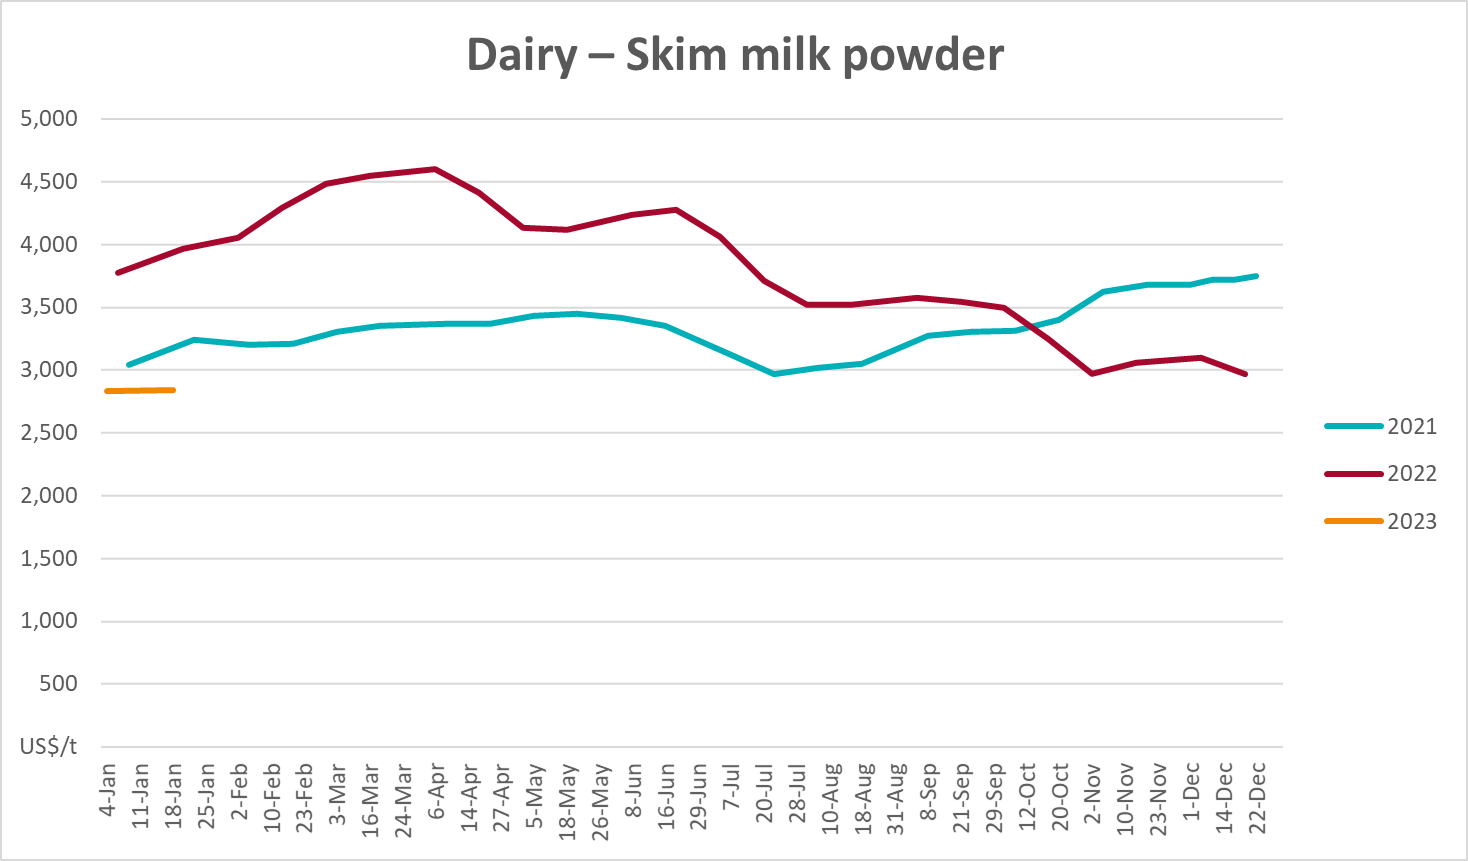 Dairy – Skim milk powder
5,000
4,500
4,000
3,500
3,000
2,500
2,000
1,500
1,000
500
US$/t
4-Jan
11-Jan
18-Jan
25-Jan
2-Feb
10-Feb
23-Feb
3-Mar
16-Mar
24-Mar
6-Apr
14-Apr
27-Apr
5-May
18-May
26-May
8-Jun
16-Jun
29-Jun
7-Jul
20-Jul
28-Jul
10-Aug
18-Aug
31-Aug
8-Sep
21-Sep
29-Sep
12-Oct
20-Oct
2-Nov
10-Nov
23-Nov
1-Dec
14-Dec
22-Dec
2021
2022
2023